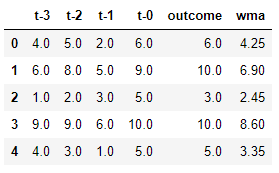 t-3 t-2 t-1 t-0 outcome wma
0 4.0 5.0 2.0 6.0 6.0 4.25
1 6.0 8.0 5.0 9.0 10.0 6.90
2 1.0 2.0 3.0 5.0 3.0 2.45
3 9.0 9.0 6.0 10.0 10.0 8.60
4 4.0 3.0 1.0 5.0 5.0 3.35